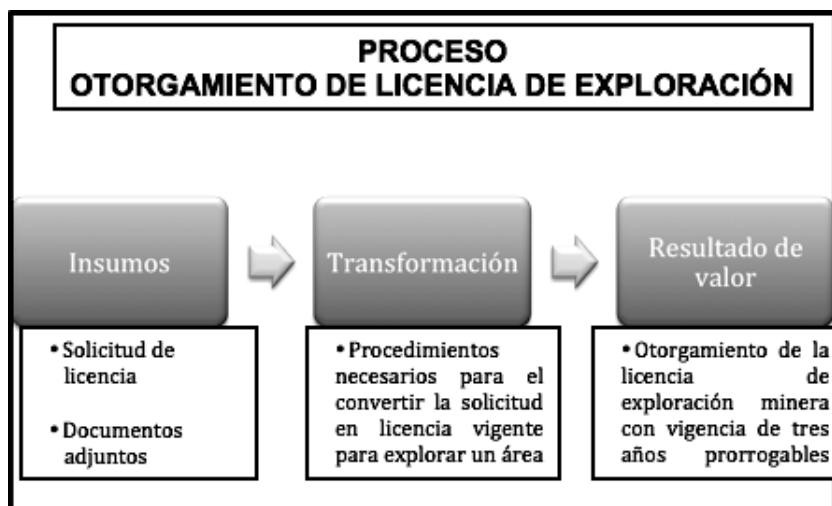 PROCESO
OTORGAMIENTO DE LICENCIA DE EXPLORACIÓN
Insumos
• Solicitud de
licencia
• Documentos
adjuntos
Transformación
• Procedimientos
necesarios para el
convertir la solicitud
en licencia vigente
para explorar un área
Resultado de
valor
• Otorgamiento de la
licencia de
exploración minera
con vigencia de tres
años prorrogables